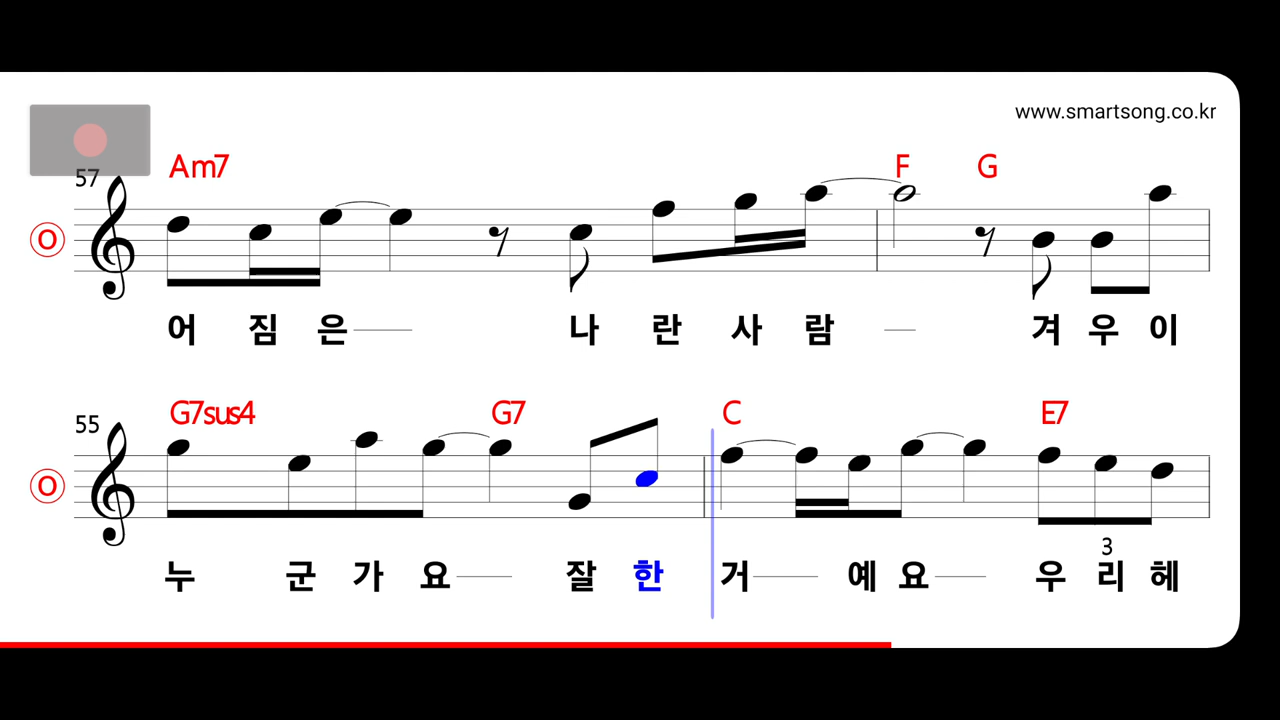 www.smartsong.co.kr
Am7 F G
57
O
어 짐 은 나 란 사 람 겨 우 이
G7sus4 G7 C E7
55
O
3
누 군 가 요 잘 한 거 예 요 우 리 헤